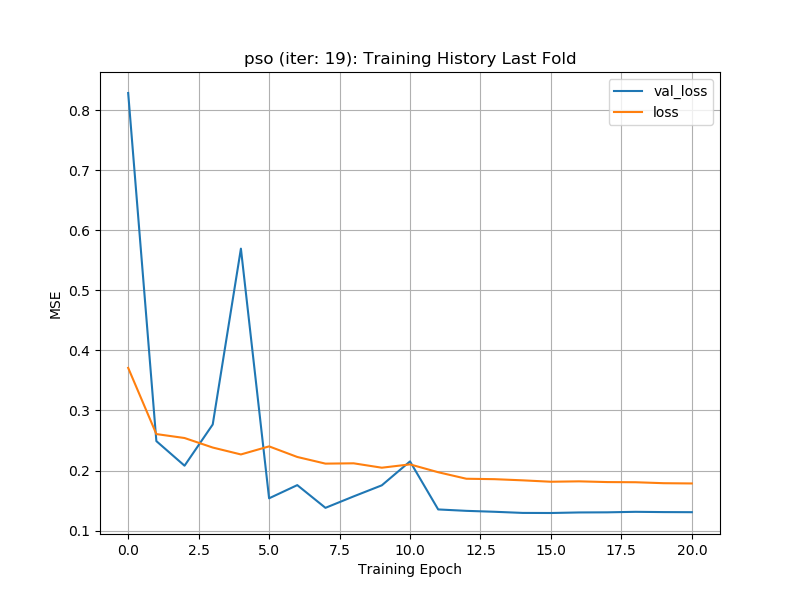 pso (iter: 19): Training History Last Fold
val_loss
loss
MSE
0.8
0.7
0.6
0.5
0.4
0.3
0.2
0.1
0.0 2.5 5.0 7.5 10.0 12.5 15.0 17.5 20.0
Training Epoch